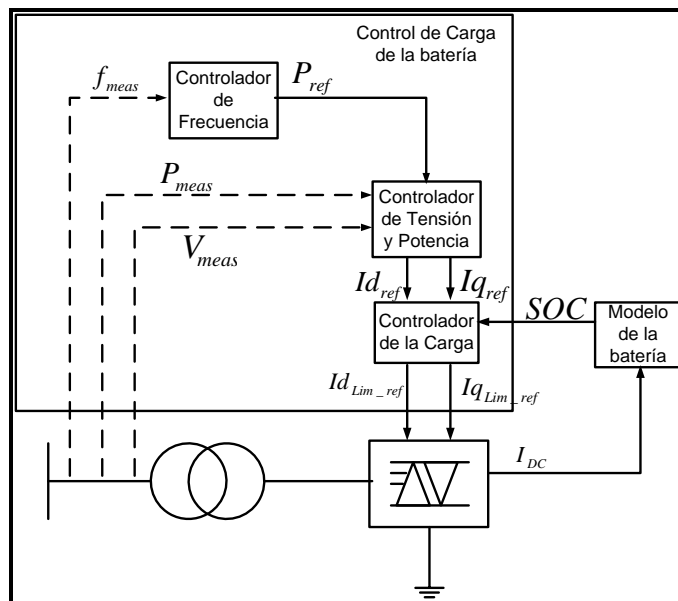 Control de Carga
de la batería
f_meas
Controlador
de
Frecuencia
P_ref
P_meas
V_meas
Controlador
de Tensión
y Potencia
Id_ref
Iq_ref
Controlador
de la Carga
SOC
Modelo
de la
batería
Id_Lim_ref
Iq_Lim_ref
I_DC